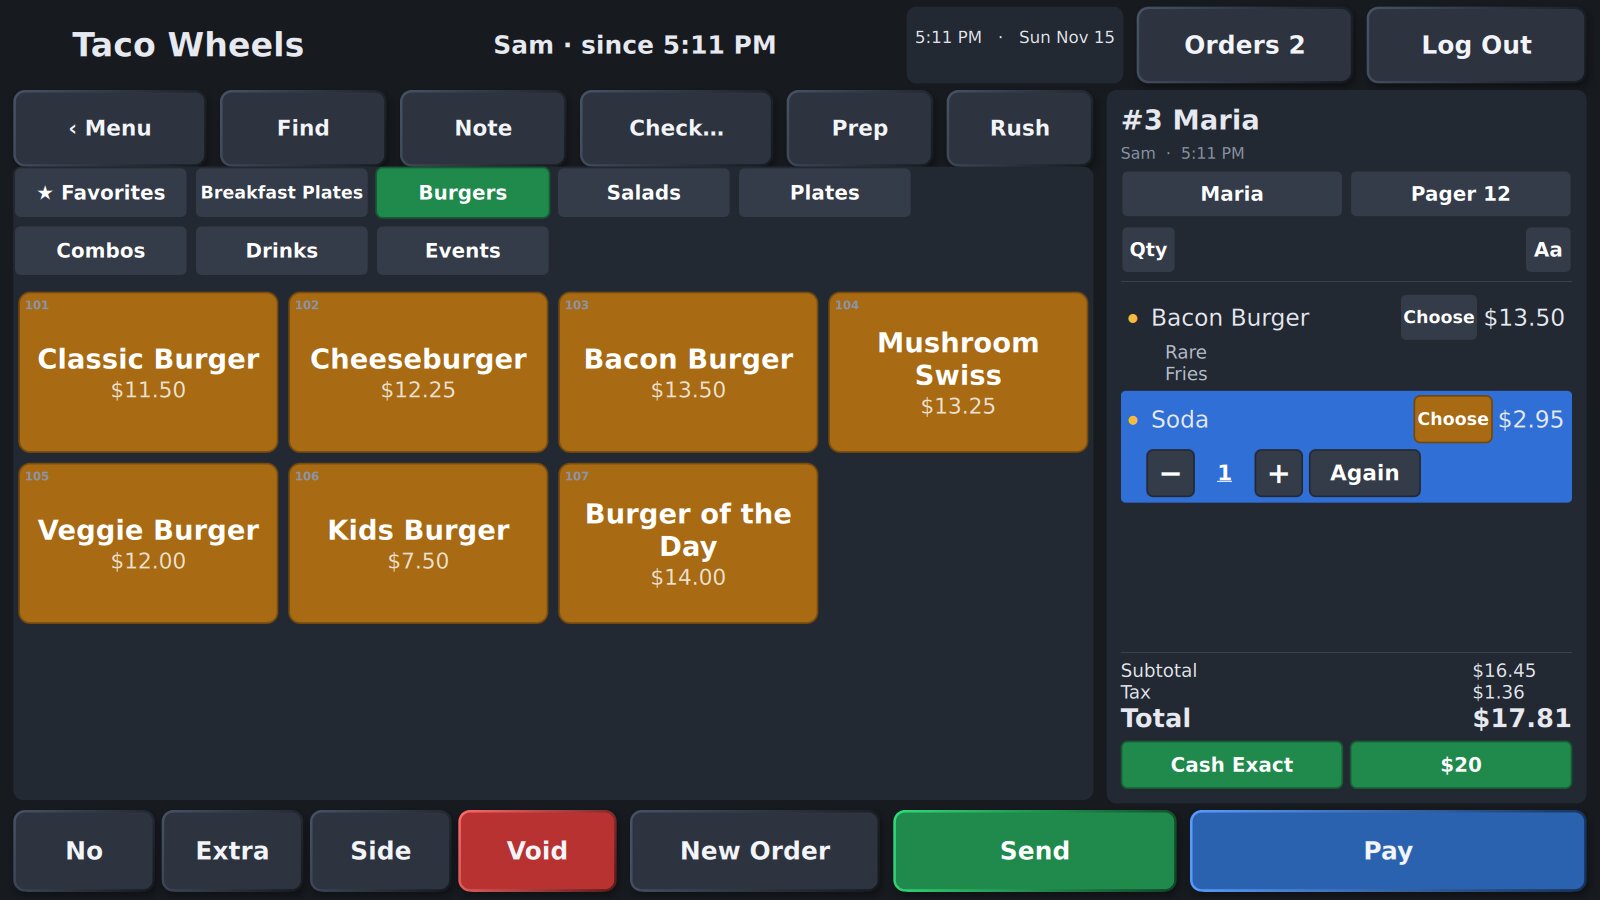 Taco Wheels
Sam · since 5:11 PM
5:11 PM · Sun Nov 15
Orders 2
Log Out
‹ Menu
Find
Note
Check…
Prep
Rush
★ Favorites
Breakfast Plates
Burgers
Salads
Plates
Combos
Drinks
Events
101
Classic Burger
$11.50
102
Cheeseburger
$12.25
103
Bacon Burger
$13.50
104
Mushroom
Swiss
$13.25
105
Veggie Burger
$12.00
106
Kids Burger
$7.50
107
Burger of the
Day
$14.00
#3 Maria
Sam · 5:11 PM
Maria
Pager 12
Qty
Aa
Bacon Burger
Choose
$13.50
Rare
Fries
Soda
Choose
$2.95
−
1
+
Again
Subtotal $16.45
Tax $1.36
Total $17.81
Cash Exact
$20
No
Extra
Side
Void
New Order
Send
Pay